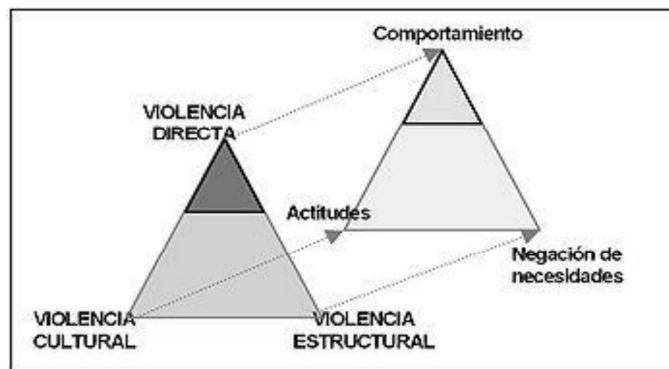 Comportamiento
VIOLENCIA
DIRECTA
Actitudes
Negación de
necesidades
VIOLENCIA
CULTURAL
VIOLENCIA
ESTRUCTURAL